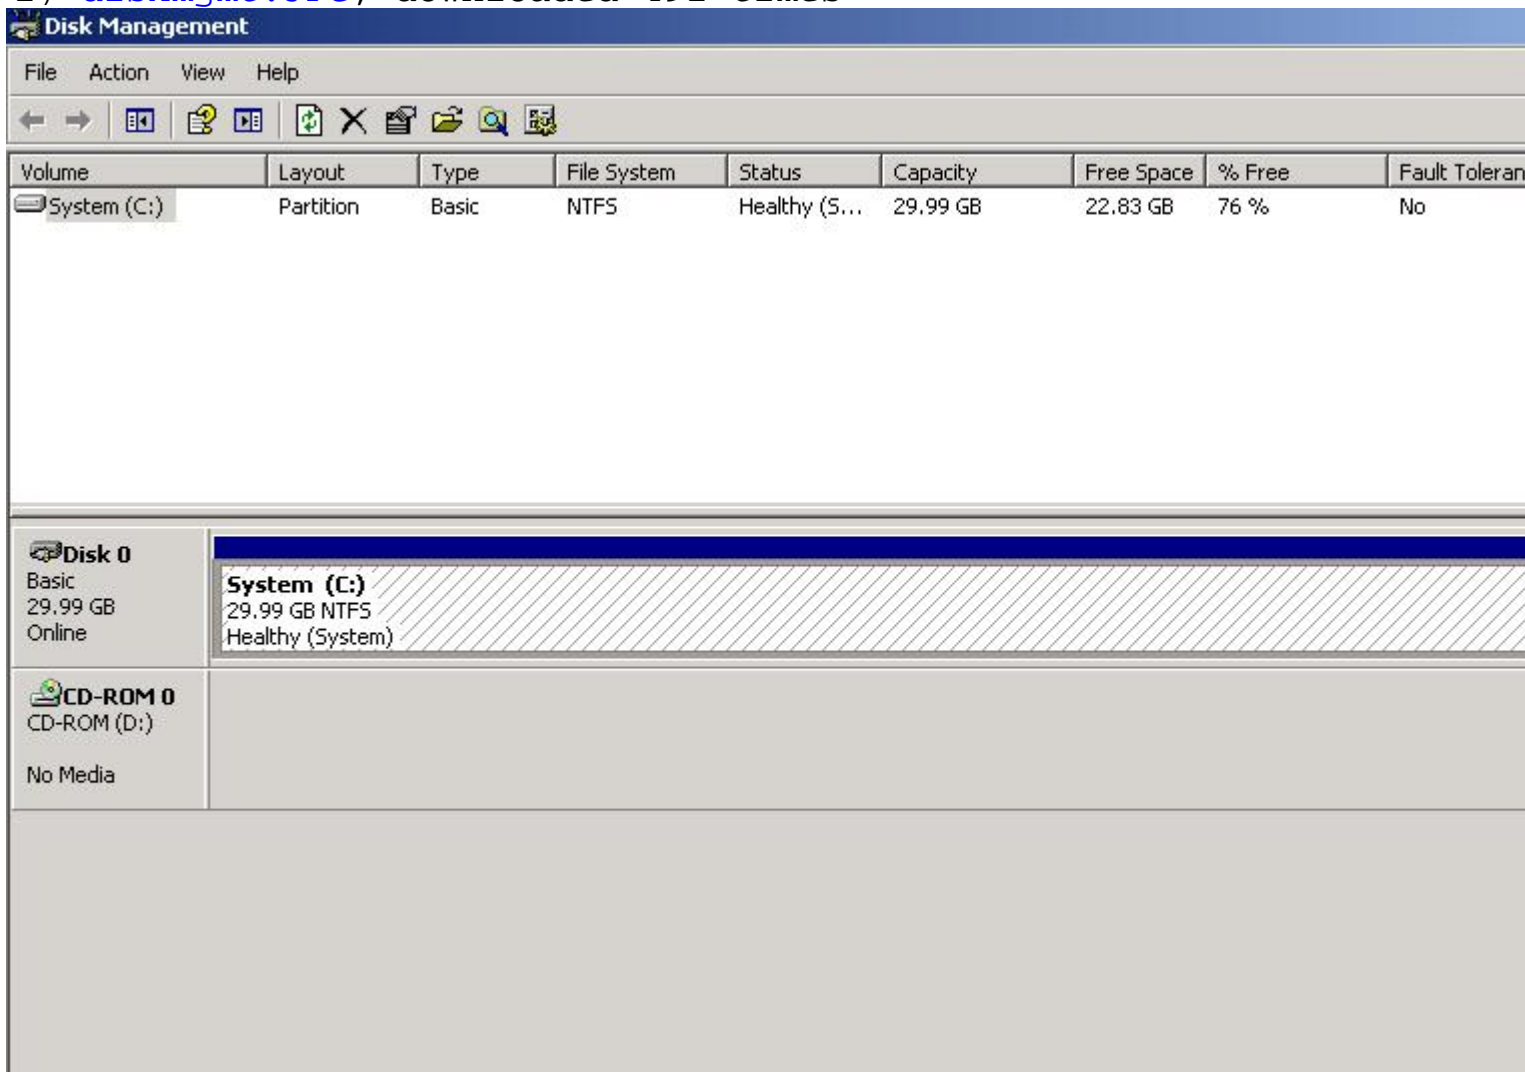 Disk Management
File Action View Help
Volume Layout Type File System Status Capacity Free Space % Free Fault Toleran
System (C:) Partition Basic NTFS Healthy (S... 29.99 GB 22.83 GB 76 % No
Disk 0
Basic
29.99 GB
Online
System (C:)
29.99 GB NTFS
Healthy (System)
CD-ROM 0
CD-ROM (D:)
No Media